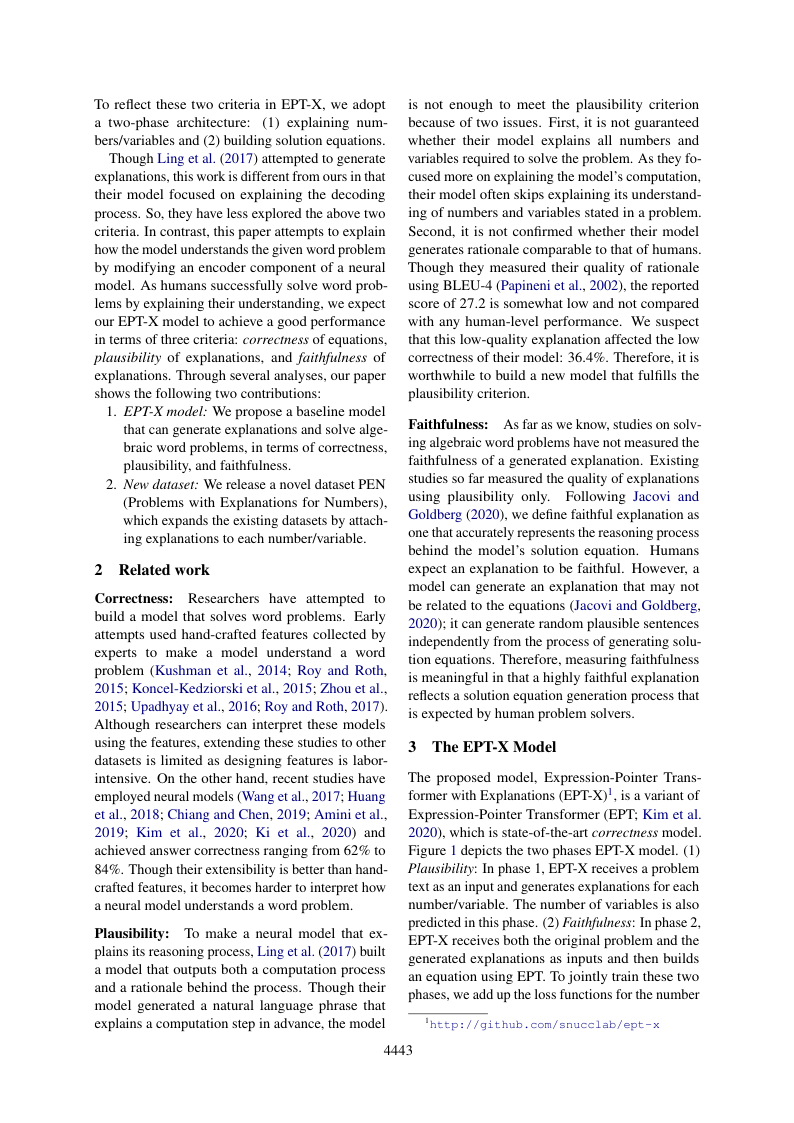 To reflect these two criteria in EPT-X, we adopt
a two-phase architecture: (1) explaining num-
bers/variables and (2) building solution equations.
Though Ling et al. (2017) attempted to generate
explanations, this work is different from ours in that
their model focused on explaining the decoding
process. So, they have less explored the above two
criteria. In contrast, this paper attempts to explain
how the model understands the given word problem
by modifying an encoder component of a neural
model. As humans successfully solve word prob-
lems by explaining their understanding, we expect
our EPT-X model to achieve a good performance
in terms of three criteria: correctness of equations,
plausibility of explanations, and faithfulness of
explanations. Through several analyses, our paper
shows the following two contributions:
1. EPT-X model: We propose a baseline model
that can generate explanations and solve alge-
braic word problems, in terms of correctness,
plausibility, and faithfulness.
2. New dataset: We release a novel dataset PEN
(Problems with Explanations for Numbers),
which expands the existing datasets by attach-
ing explanations to each number/variable.
2 Related work
Correctness: Researchers have attempted to
build a model that solves word problems. Early
attempts used hand-crafted features collected by
experts to make a model understand a word
problem (Kushman et al., 2014; Roy and Roth,
2015; Koncel-Kedziorski et al., 2015; Zhou et al.,
2015; Upadhyay et al., 2016; Roy and Roth, 2017).
Although researchers can interpret these models
using the features, extending these studies to other
datasets is limited as designing features is labor-
intensive. On the other hand, recent studies have
employed neural models (Wang et al., 2017; Huang
et al., 2018; Chiang and Chen, 2019; Amini et al.,
2019; Kim et al., 2020; Ki et al., 2020) and
achieved answer correctness ranging from 62% to
84%. Though their extensibility is better than hand-
crafted features, it becomes harder to interpret how
a neural model understands a word problem.
Plausibility: To make a neural model that ex-
plains its reasoning process, Ling et al. (2017) built
a model that outputs both a computation process
and a rationale behind the process. Though their
model generated a natural language phrase that
explains a computation step in advance, the model
is not enough to meet the plausibility criterion
because of two issues. First, it is not guaranteed
whether their model explains all numbers and
variables required to solve the problem. As they fo-
cused more on explaining the model's computation,
their model often skips explaining its understand-
ing of numbers and variables stated in a problem.
Second, it is not confirmed whether their model
generates rationale comparable to that of humans.
Though they measured their quality of rationale
using BLEU-4 (Papineni et al., 2002), the reported
score of 27.2 is somewhat low and not compared
with any human-level performance. We suspect
that this low-quality explanation affected the low
correctness of their model: 36.4%. Therefore, it is
worthwhile to build a new model that fulfills the
plausibility criterion.
Faithfulness: As far as we know, studies on solv-
ing algebraic word problems have not measured the
faithfulness of a generated explanation. Existing
studies so far measured the quality of explanations
using plausibility only. Following Jacovi and
Goldberg (2020), we define faithful explanation as
one that accurately represents the reasoning process
behind the model's solution equation. Humans
expect an explanation to be faithful. However, a
model can generate an explanation that may not
be related to the equations (Jacovi and Goldberg,
2020); it can generate random plausible sentences
independently from the process of generating solu-
tion equations. Therefore, measuring faithfulness
is meaningful in that a highly faithful explanation
reflects a solution equation generation process that
is expected by human problem solvers.
3 The EPT-X Model
The proposed model, Expression-Pointer Trans-
former with Explanations (EPT-X)1, is a variant of
Expression-Pointer Transformer (EPT; Kim et al.
2020), which is state-of-the-art correctness model.
Figure 1 depicts the two phases EPT-X model. (1)
Plausibility: In phase 1, EPT-X receives a problem
text as an input and generates explanations for each
number/variable. The number of variables is also
predicted in this phase. (2) Faithfulness: In phase 2,
EPT-X receives both the original problem and the
generated explanations as inputs and then builds
an equation using EPT. To jointly train these two
phases, we add up the loss functions for the number
1http://github.com/snucclab/ept-x
4443